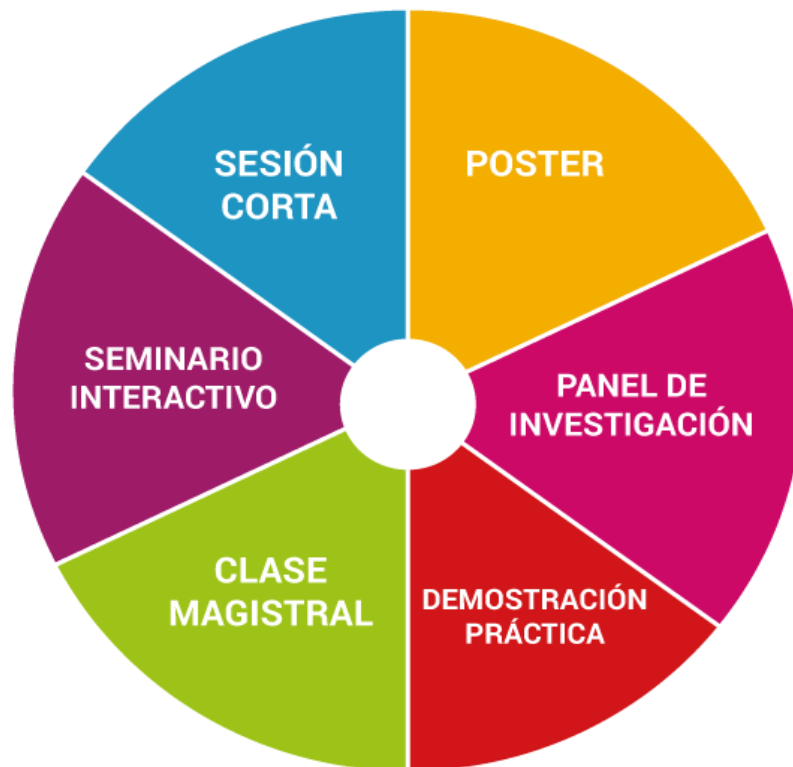 SESIÓN
CORTA
POSTER
SEMINARIO
INTERACTIVO
PANEL DE
INVESTIGACIÓN
CLASE
MAGISTRAL
DEMOSTRACIÓN
PRÁCTICA